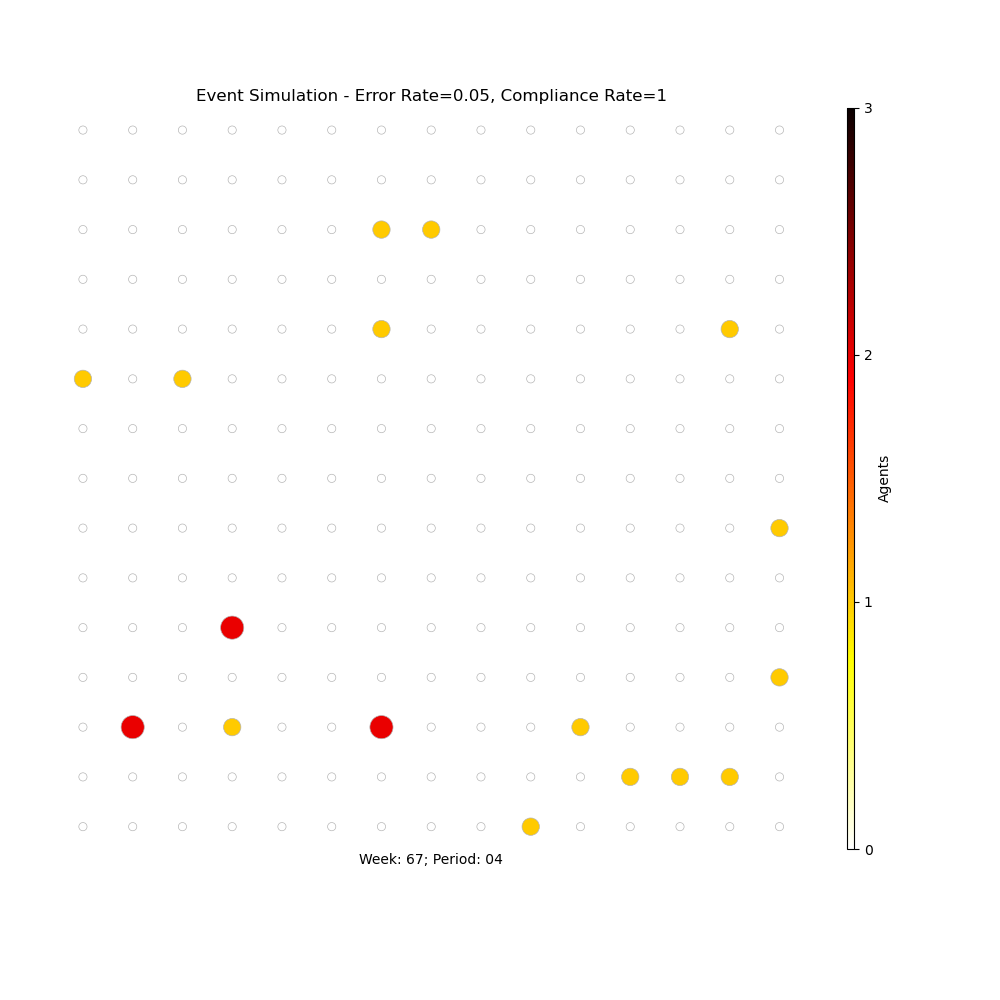 Event Simulation - Error Rate=0.05, Compliance Rate=1
3
2
Agents
1
0
Week: 67; Period: 04